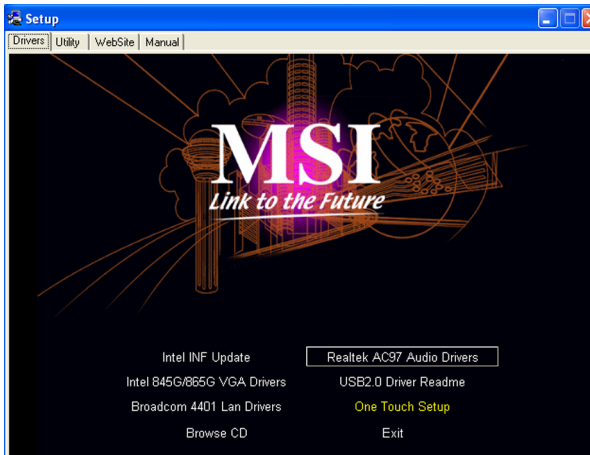 Setup
Drivers Utility WebSite Manual
MSI
Link to the Future
Intel INF Update Realtek AC97 Audio Drivers
Intel 845G/865G VGA Drivers USB2.0 Driver Readme
Broadcom 4401 Lan Drivers One Touch Setup
Browse CD Exit